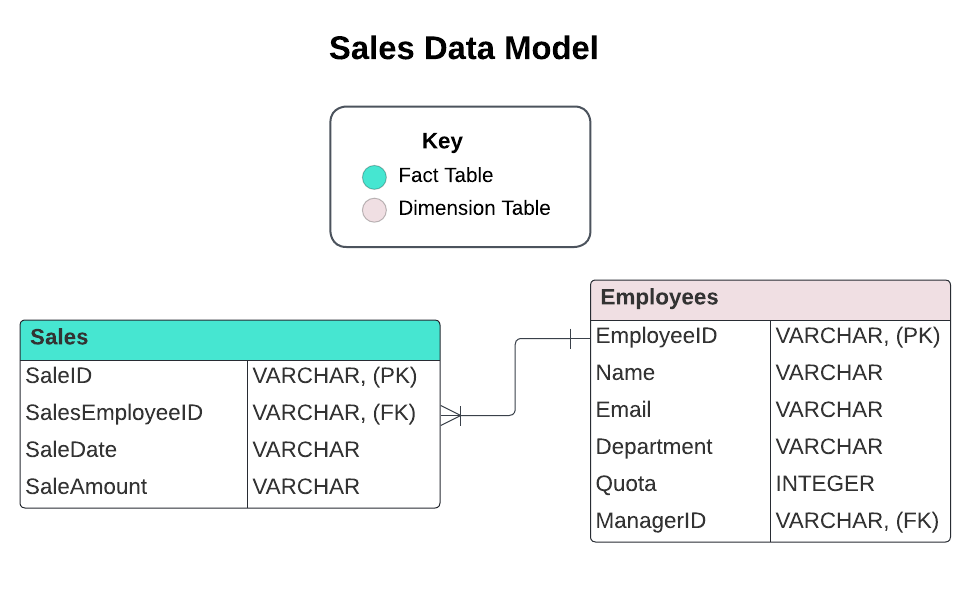 Sales Data Model
Key
Fact Table
Dimension Table
Sales
SaleID VARCHAR, (PK)
SalesEmployeeID VARCHAR, (FK)
SaleDate VARCHAR
SaleAmount VARCHAR
Employees
EmployeeID VARCHAR, (PK)
Name VARCHAR
Email VARCHAR
Department VARCHAR
Quota INTEGER
ManagerID VARCHAR, (FK)